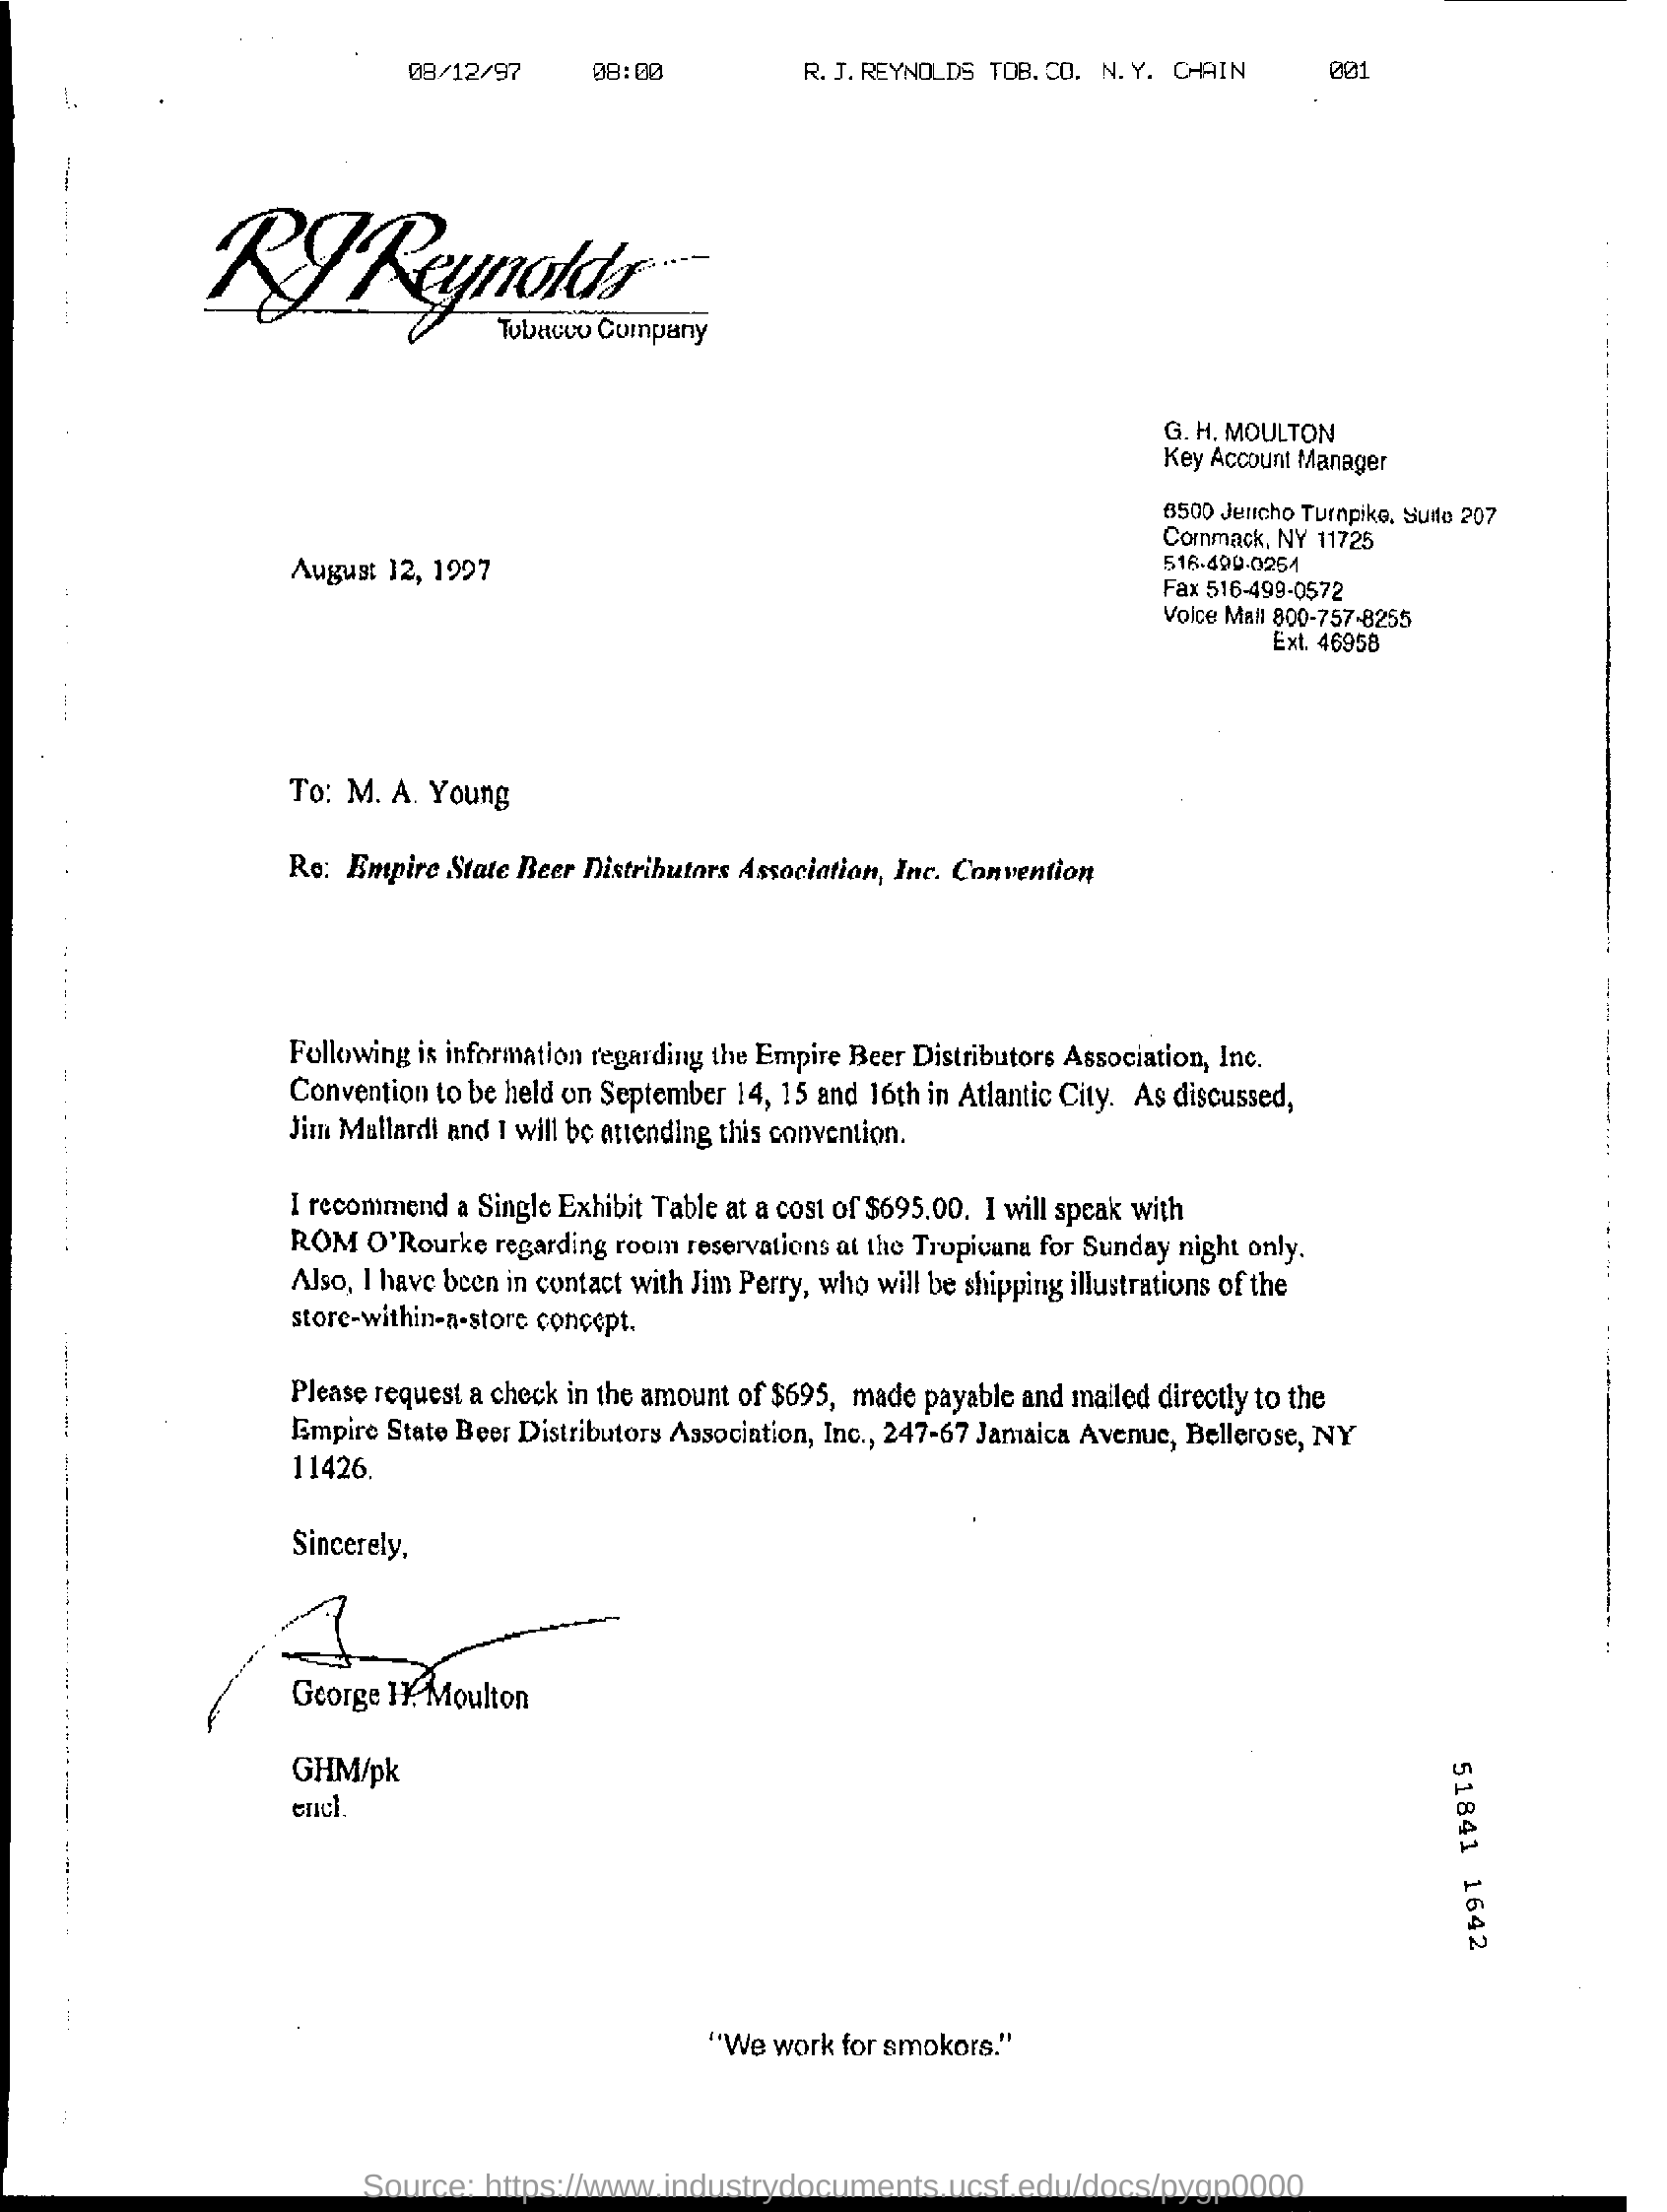 08/12/97 08:00 R. J. REYNOLDS TOB. CO. N. Y. CHAIN 001
RJReynolds
Tobacco Company
G. H. MOULTON
Key Account Manager
6500 Jericho Turnpike, Suite 207
Commack, NY 11725
516-499-0254
Fax 516-499-0572
Voice Mail 800-757-8255
Ext. 46958
August 12, 1997
To: M. A. Young
Re: Empire State Beer Distributors Association, Inc. Convention
Following is information regarding the Empire Beer Distributors Association, Inc.
Convention to be held on September 14, 15 and 16th in Atlantic City. As discussed,
Jim Mallardi and I will be attending this convention.
I recommend a Single Exhibit Table at a cost of $695.00. I will speak with
ROM O'Rourke regarding room reservations at the Tropicana for Sunday night only.
Also, I have been in contact with Jim Perry, who will be shipping illustrations of the
store-within-a-store concept.
Please request a check in the amount of $695, made payable and mailed directly to the
Empire State Beer Distributors Association, Inc., 247-67 Jamaica Avenue, Bellerose, NY
11426.
Sincerely,
George H. Moulton
GHM/pk
encl.
51841 1642
"We work for smokers."
Source: https://www.industrydocuments.ucsf.edu/docs/pygp0000